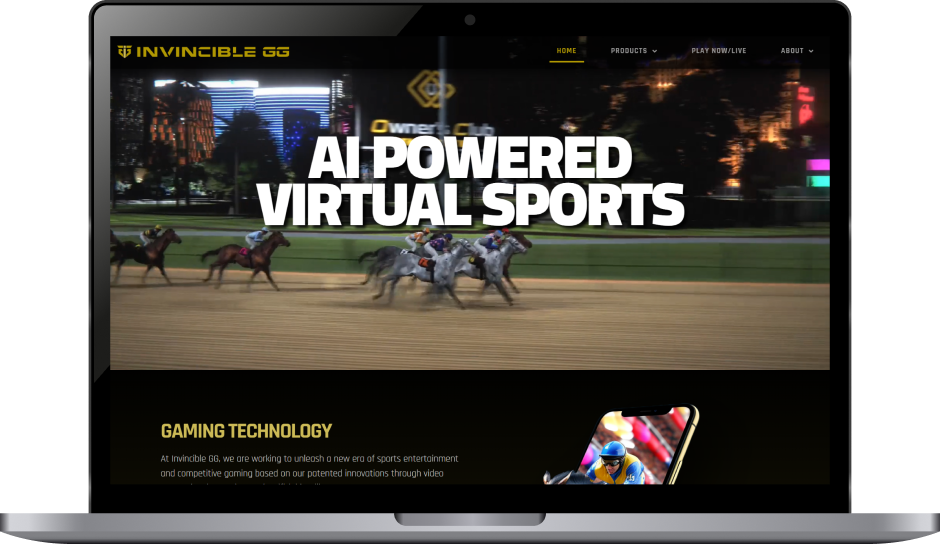 INVINCIBLE GG
HOME
PRODUCTS
PLAY NOW/LIVE
ABOUT
Owner's Club
AI POWERED
VIRTUAL SPORTS
GAMING TECHNOLOGY
At Invincible GG, we are working to unleash a new era of sports entertainment
and competitive gaming based on our patented innovations through video